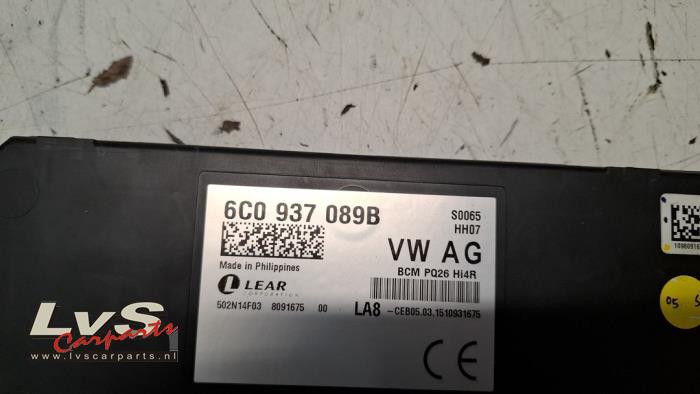 6C0 937 089B
S0065
HH07
VW AG
BCM PQ26 Hi4R
Made in Philippines
LEAR
CORPORATION
502N14F03 8091675 00
LA8 -CEB05.03.1510931675
CE
05
LvS
Carparts
www.lvscarparts.nl